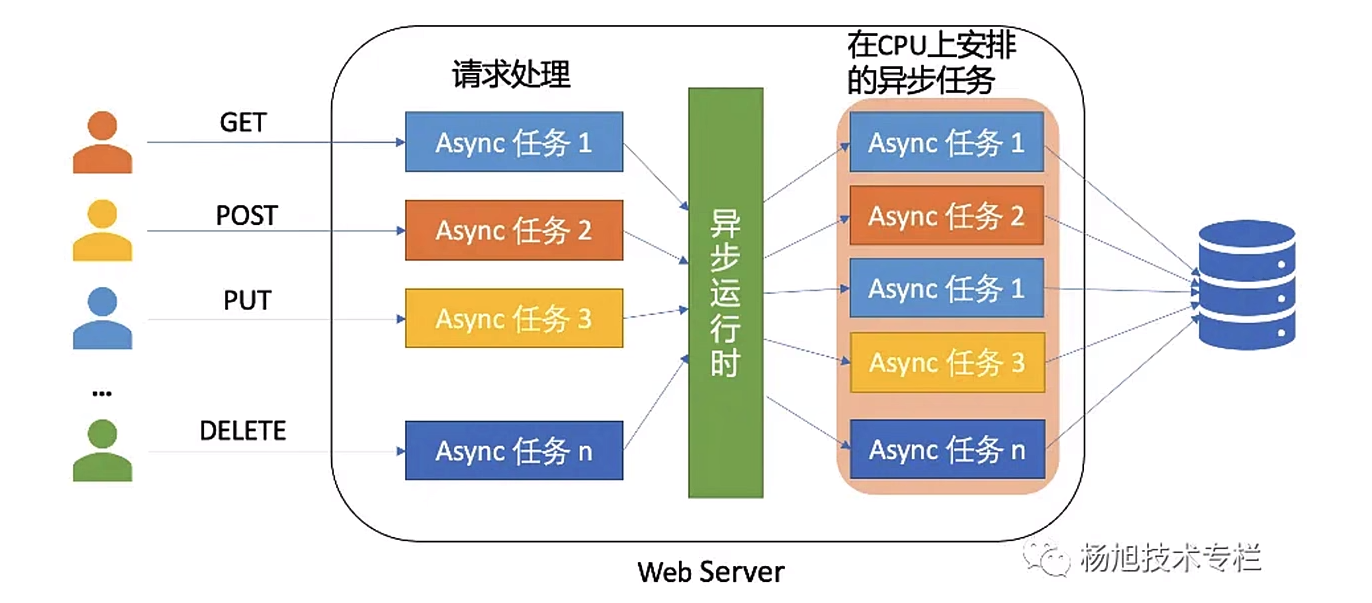 请求处理
在CPU上安排
的异步任务
GET
Async 任务 1
Async 任务 1
POST
Async 任务 2
Async 任务 2
异步运行时
PUT
Async 任务 3
Async 任务 1
Async 任务 3
...
DELETE
Async 任务 n
Async 任务 n
Web Server
杨旭技术专栏